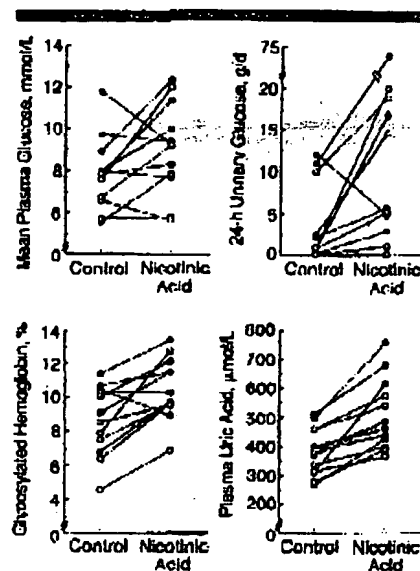 Mean Plasma Glucose, mmol/L
14
12
10
8
6
0
Control
Nicotinic
Acid
24-h Urinary Glucose, g/d
75
20
15
10
5
0
Control
Nicotinic
Acid
Glycosylated Hemoglobin, %
14
12
10
8
6
4
0
Control
Nicotinic
Acid
Plasma Uric Acid, μmol/L
800
700
600
500
400
300
200
0
Control
Nicotinic
Acid